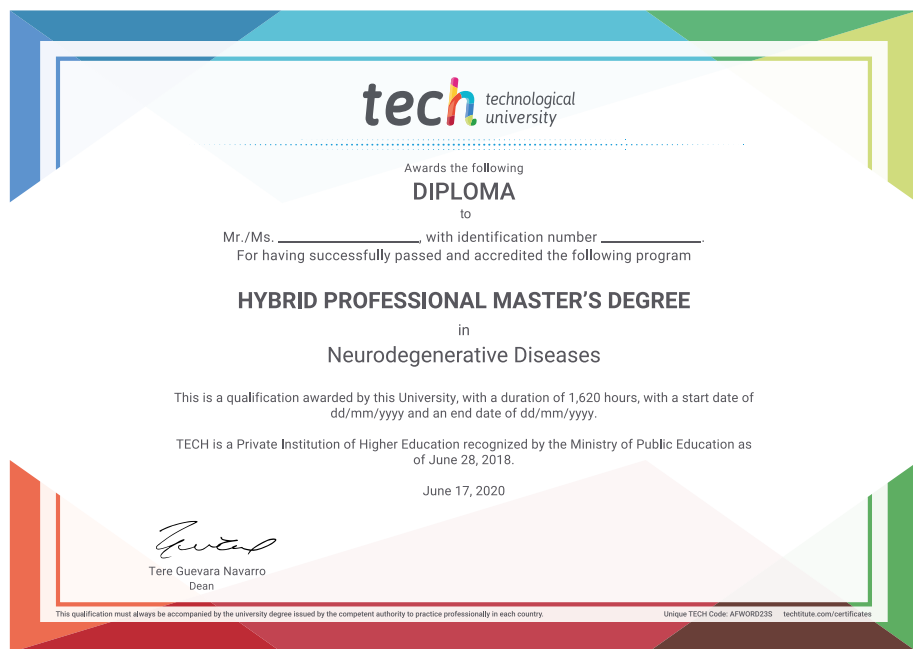 tech technological
university
Awards the following
DIPLOMA
to
Mr./Ms. ____________________, with identification number ______________.
For having successfully passed and accredited the following program
HYBRID PROFESSIONAL MASTER'S DEGREE
in
Neurodegenerative Diseases
This is a qualification awarded by this University, with a duration of 1,620 hours, with a start date of
dd/mm/yyyy and an end date of dd/mm/yyyy.
TECH is a Private Institution of Higher Education recognized by the Ministry of Public Education as
of June 28, 2018.
June 17, 2020
Tere Guevara Navarro
Dean
This qualification must always be accompanied by the university degree issued by the competent authority to practice professionally in each country. Unique TECH Code: AFWORD23S techtitute.com/certificates